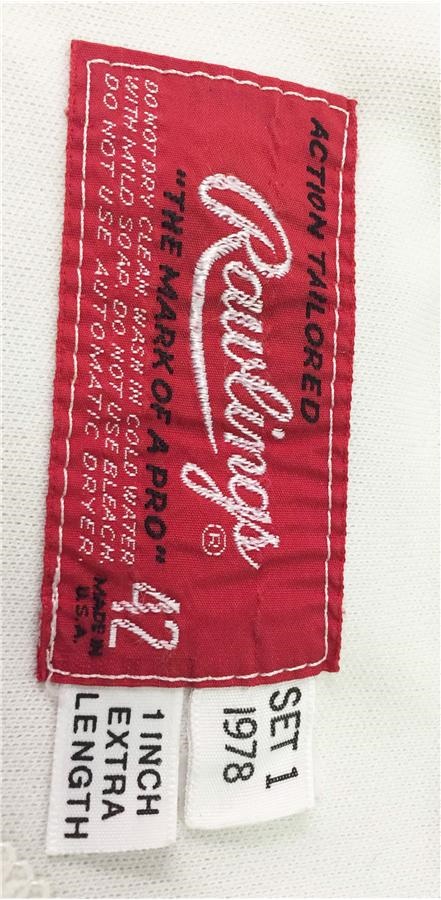 ACTION TAILORED
Rawlings®
"THE MARK OF A PRO" 42
DO NOT DRY CLEAN. WASH IN COLD WATER
WITH MILD SOAP. DO NOT USE BLEACH.
DO NOT USE AUTOMATIC DRYER.
MADE IN
U.S.A.
SET 1
1978
1 INCH
EXTRA
LENGTH